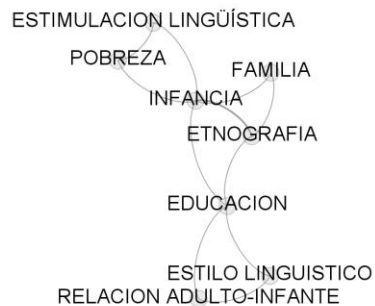 ESTIMULACION LINGÜÍSTICA
POBREZA
FAMILIA
INFANCIA
ETNOGRAFIA
EDUCACION
ESTILO LINGUISTICO
RELACION ADULTO-INFANTE